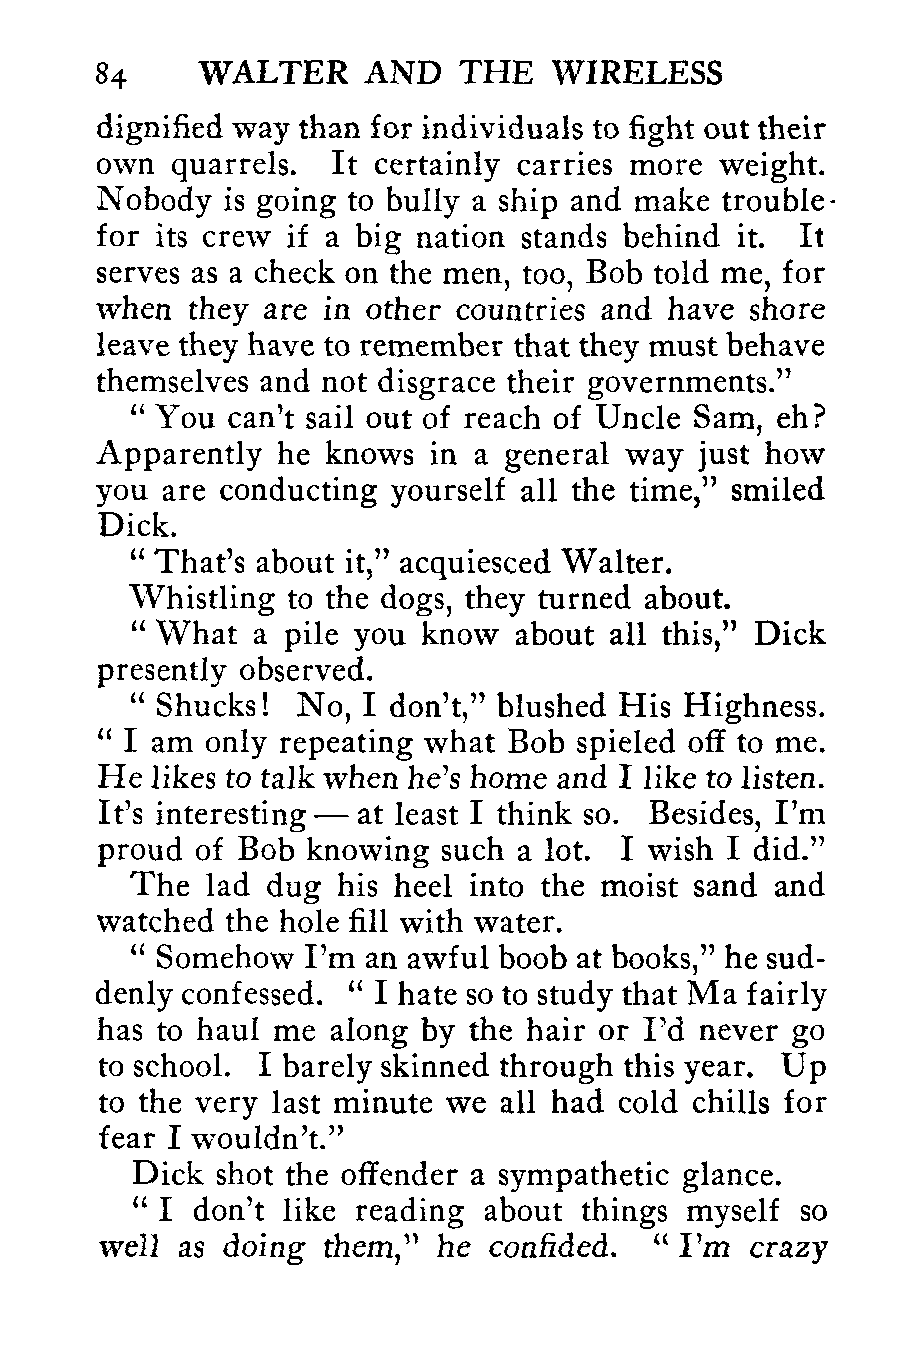 84 WALTER AND THE WIRELESS
dignified way than for individuals to fight out their
own quarrels. It certainly carries more weight.
Nobody is going to bully a ship and make trouble-
for its crew if a big nation stands behind it. It
serves as a check on the men, too, Bob told me, for
when they are in other countries and have shore
leave they have to remember that they must behave
themselves and not disgrace their governments.”
“ You can’t sail out of reach of Uncle Sam, eh?
Apparently he knows in a general way just how
you are conducting yourself all the time,” smiled
Dick.
“ That’s about it,” acquiesced Walter.
Whistling to the dogs, they turned about.
“ What a pile you know about all this,” Dick
presently observed.
“ Shucks! No, I don’t,” blushed His Highness.
“ I am only repeating what Bob spieled off to me.
He likes to talk when he’s home and I like to listen.
It’s interesting — at least I think so. Besides, I’m
proud of Bob knowing such a lot. I wish I did.”
The lad dug his heel into the moist sand and
watched the hole fill with water.
“ Somehow I’m an awful boob at books,” he sud-
denly confessed. “ I hate so to study that Ma fairly
has to haul me along by the hair or I’d never go
to school. I barely skinned through this year. Up
to the very last minute we all had cold chills for
fear I wouldn’t.”
Dick shot the offender a sympathetic glance.
“ I don’t like reading about things myself so
well as doing them,” he confided. “ I’m crazy